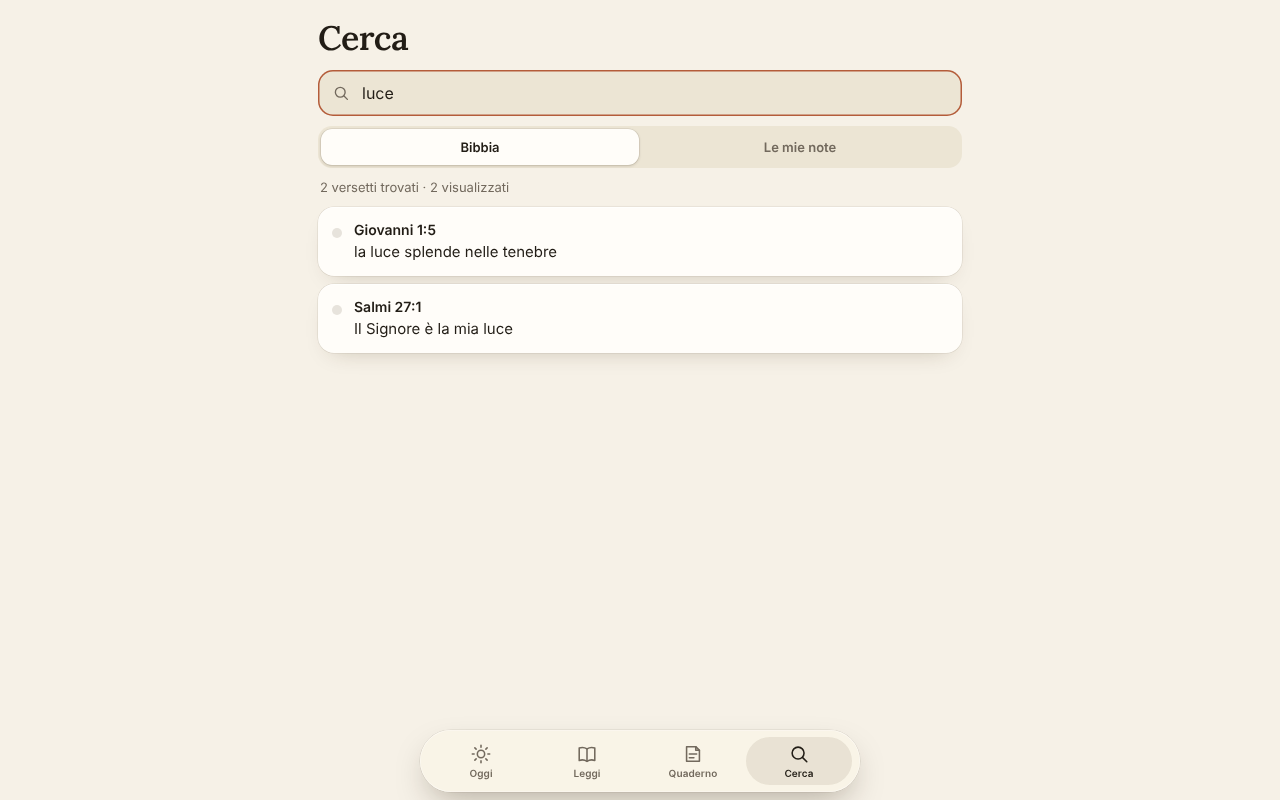 Cerca
luce
Bibbia
Le mie note
2 versetti trovati · 2 visualizzati
Giovanni 1:5
la luce splende nelle tenebre
Salmi 27:1
Il Signore è la mia luce
Oggi
Leggi
Quaderno
Cerca